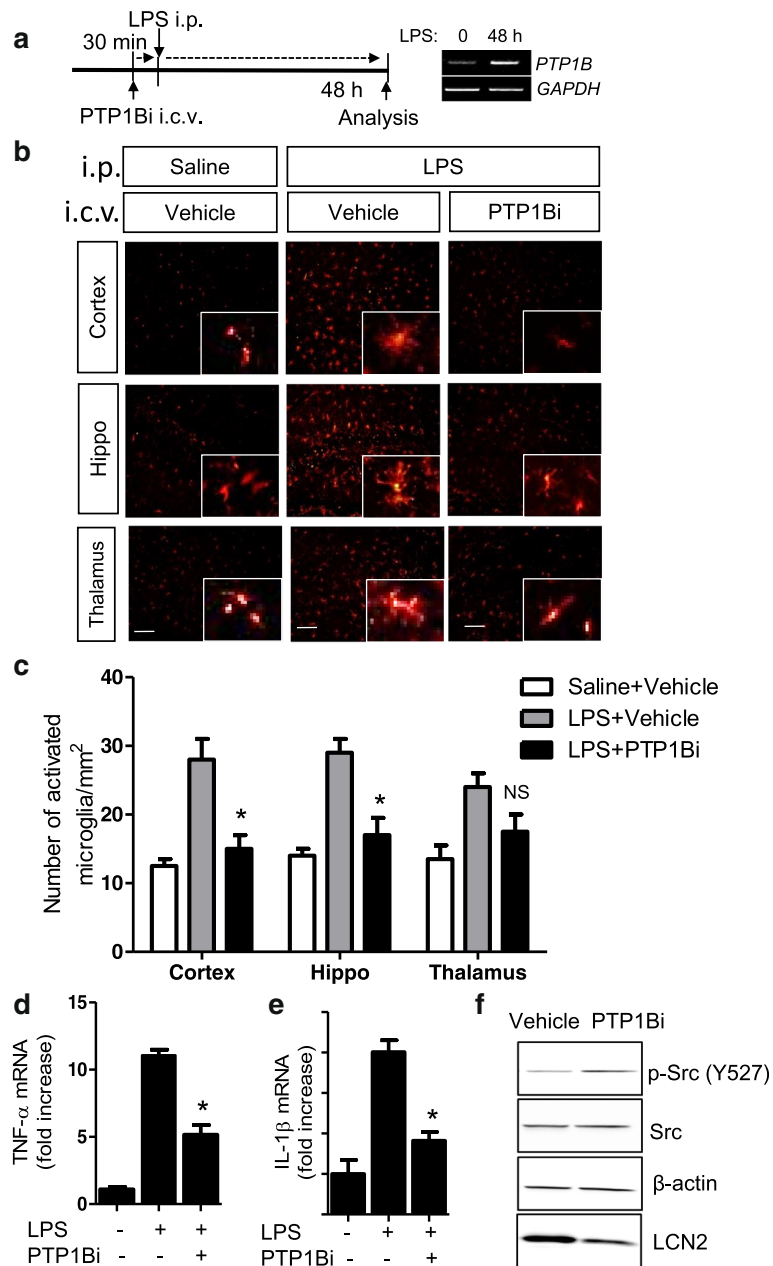 a
LPS i.p.
30 min
48 h
PTP1Bi i.c.v.
Analysis
LPS: 0 48 h
PTP1B
GAPDH
b
i.p. Saline LPS
i.c.v. Vehicle Vehicle PTP1Bi
Cortex
Hippo
Thalamus
c
Number of activated
microglia/mm²
40
30
20
10
0
* * NS
Cortex Hippo Thalamus
Saline+Vehicle
LPS+Vehicle
LPS+PTP1Bi
d
TNF-α mRNA
(fold increase)
15
10
5
0
*
LPS - + +
PTP1Bi - - +
e
IL-1β mRNA
(fold increase)
*
LPS - + +
PTP1Bi - - +
f
Vehicle PTP1Bi
p-Src (Y527)
Src
β-actin
LCN2